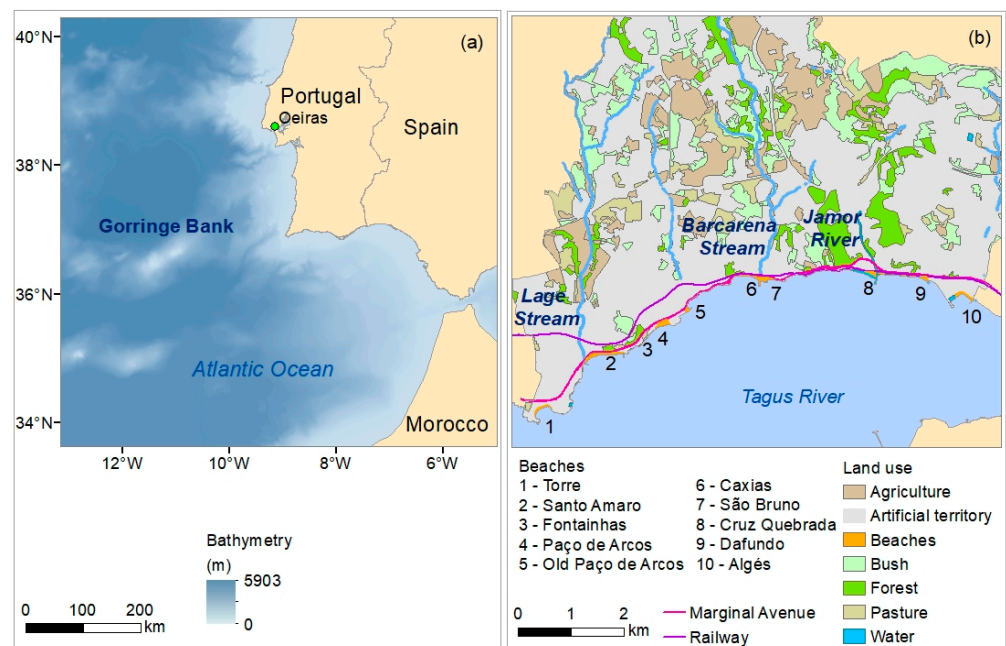 40°N
38°N
36°N
34°N
12°W
10°W
8°W
6°W
(a)
Portugal
Oeiras
Spain
Gorringe Bank
Atlantic Ocean
Morocco
Bathymetry
(m)
5903
0
0 100 200
km
(b)
Barcarena
Stream
Jamor
River
Lage
Stream
1
2
3
4
5
6
7
8
9
10
Tagus River
Beaches
1 - Torre
2 - Santo Amaro
3 - Fontainhas
4 - Paço de Arcos
5 - Old Paço de Arcos
6 - Caxias
7 - São Bruno
8 - Cruz Quebrada
9 - Dafundo
10 - Algés
0 1 2
km
Marginal Avenue
Railway
Land use
Agriculture
Artificial territory
Beaches
Bush
Forest
Pasture
Water